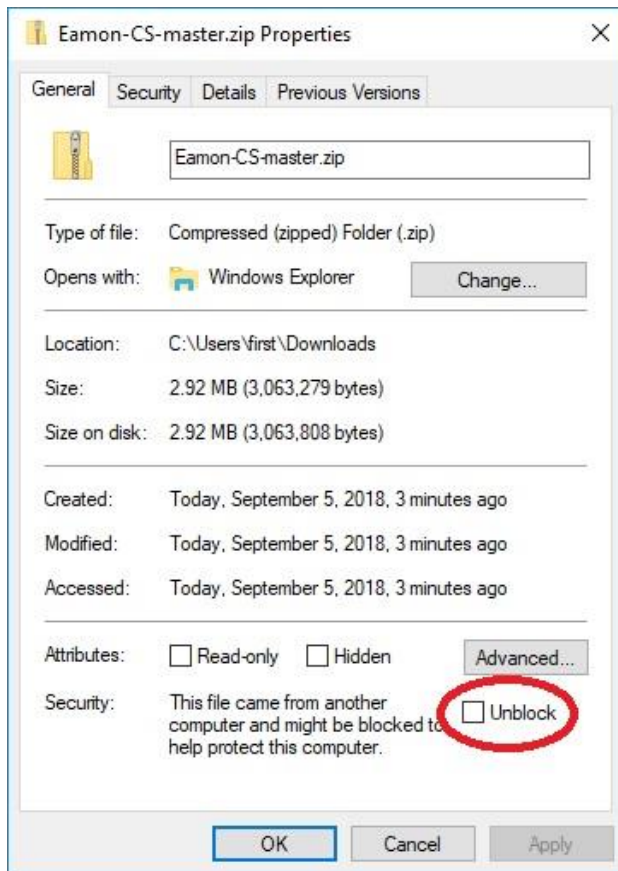 Eamon-CS-master.zip Properties
General Security Details Previous Versions
Eamon-CS-master.zip
Type of file: Compressed (zipped) Folder (.zip)
Opens with: Windows Explorer Change...
Location: C:\Users\first\Downloads
Size: 2.92 MB (3,063,279 bytes)
Size on disk: 2.92 MB (3,063,808 bytes)
Created: Today, September 5, 2018, 3 minutes ago
Modified: Today, September 5, 2018, 3 minutes ago
Accessed: Today, September 5, 2018, 3 minutes ago
Attributes: Read-only Hidden Advanced...
Security: This file came from another
computer and might be blocked to
help protect this computer.
Unblock
OK Cancel Apply